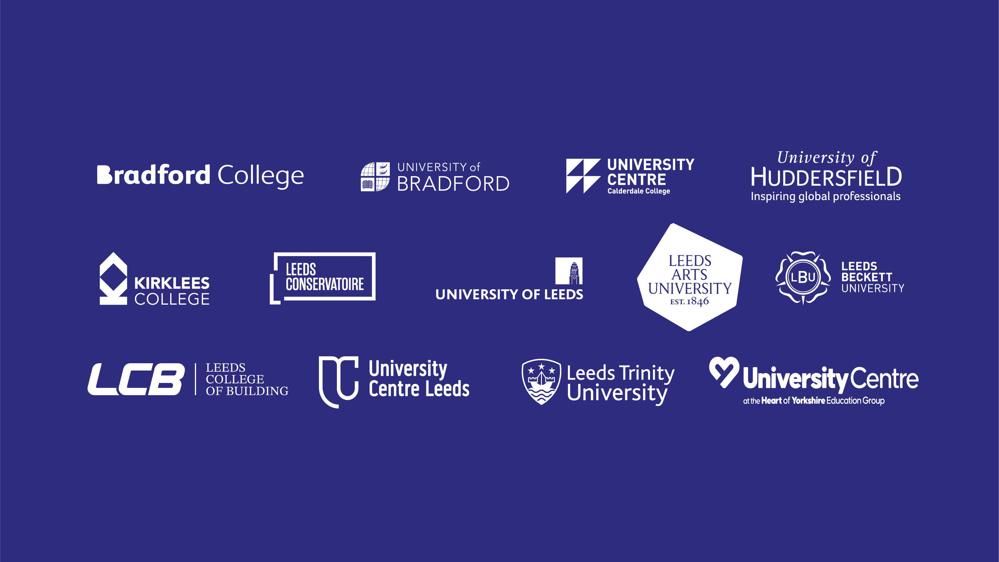 Bradford College
UNIVERSITY of
BRADFORD
UNIVERSITY
CENTRE
Calderdale College
University of
HUDDERSFIELD
Inspiring global professionals
KIRKLEES
COLLEGE
LEEDS
CONSERVATOIRE
UNIVERSITY OF LEEDS
LEEDS
ARTS
UNIVERSITY
EST. 1846
LBU
LEEDS
BECKETT
UNIVERSITY
LCB
LEEDS
COLLEGE
OF BUILDING
University
Centre Leeds
Leeds Trinity
University
UniversityCentre
at the Heart of Yorkshire Education Group